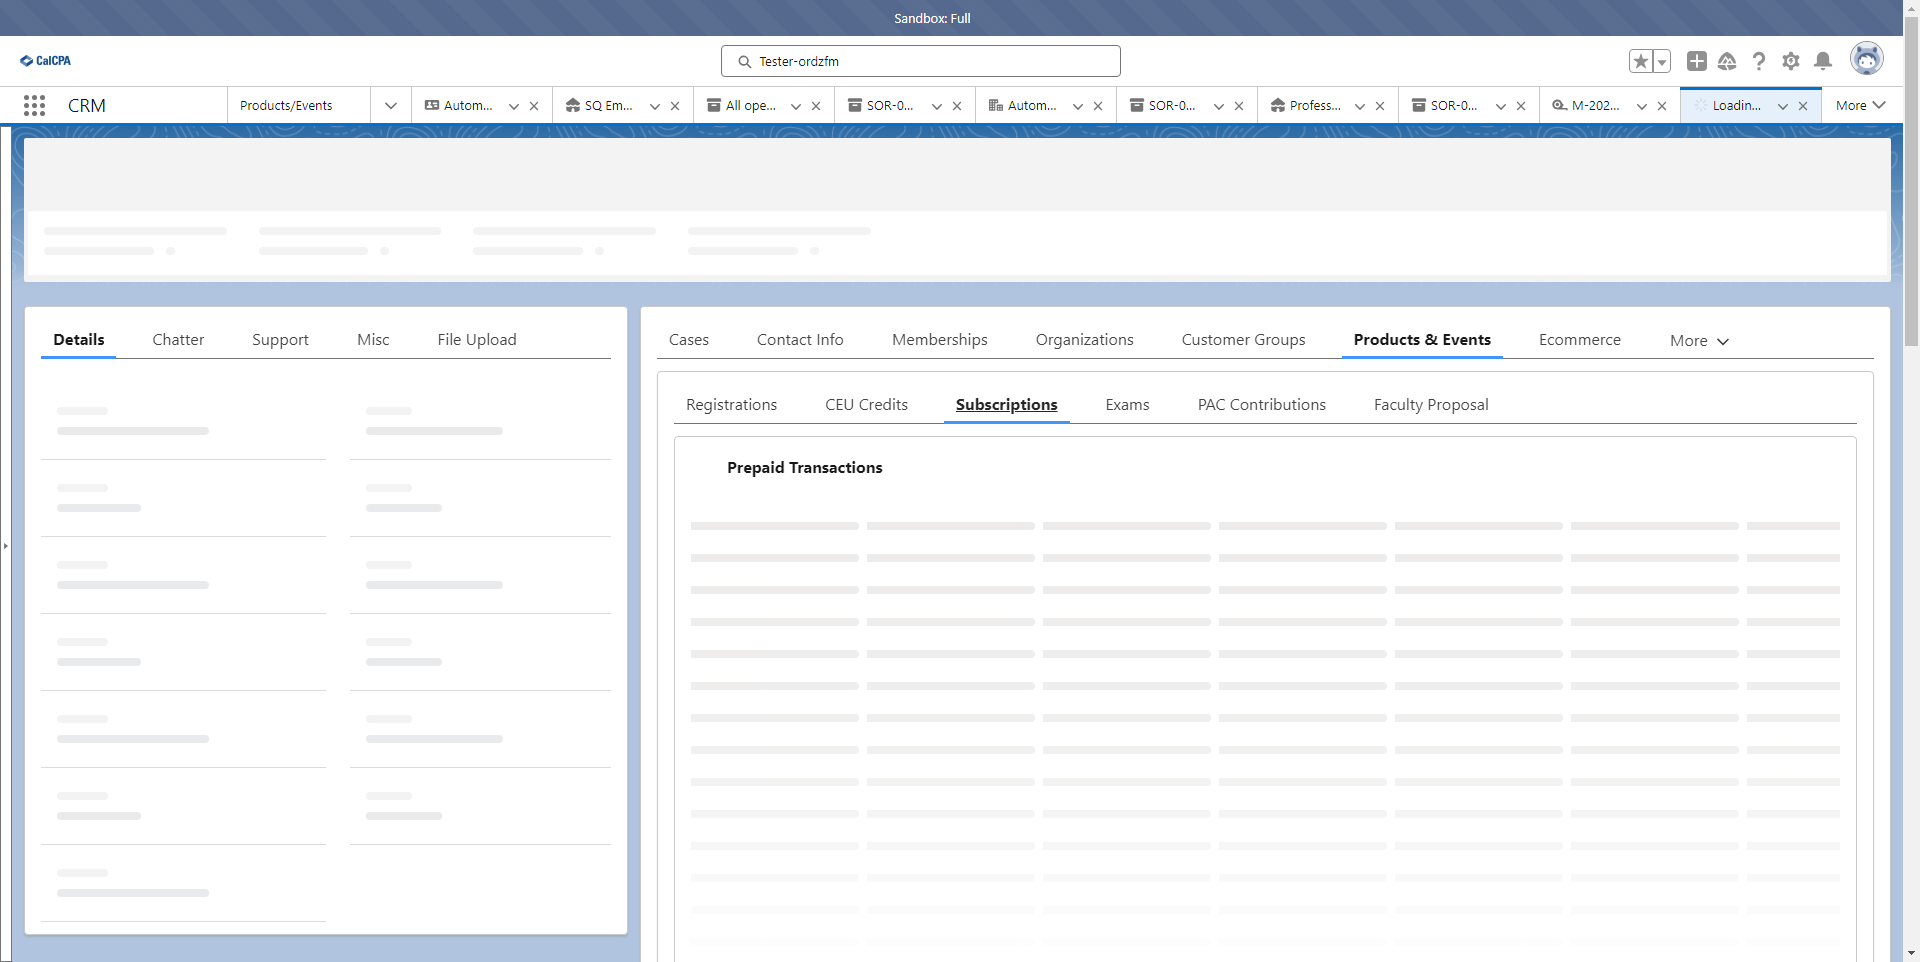 Sandbox: Full
CalCPA
Tester-ordzfm
CRM
Products/Events
Autom...
SQ Em...
All ope...
SOR-0...
Autom...
SOR-0...
Profess...
SOR-0...
M-202...
Loadin...
More
Details
Chatter
Support
Misc
File Upload
Cases
Contact Info
Memberships
Organizations
Customer Groups
Products & Events
Ecommerce
More
Registrations
CEU Credits
Subscriptions
Exams
PAC Contributions
Faculty Proposal
Prepaid Transactions